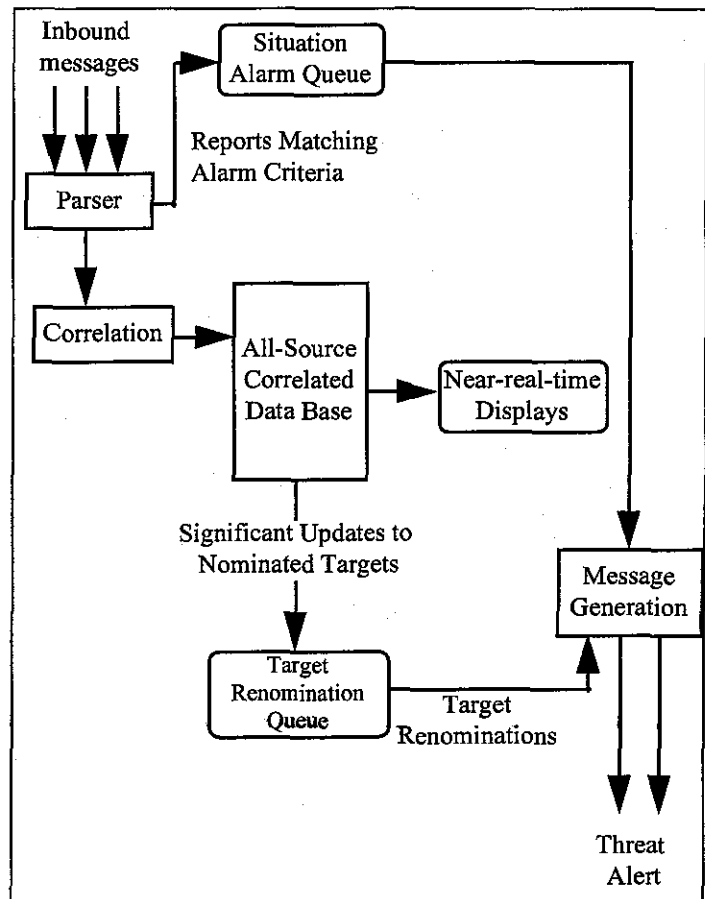 Inbound
messages
Situation
Alarm Queue
Reports Matching
Alarm Criteria
Parser
Correlation
All-Source
Correlated
Data Base
Near-real-time
Displays
Significant Updates to
Nominated Targets
Message
Generation
Target
Renomination
Queue
Target
Renominations
Threat
Alert